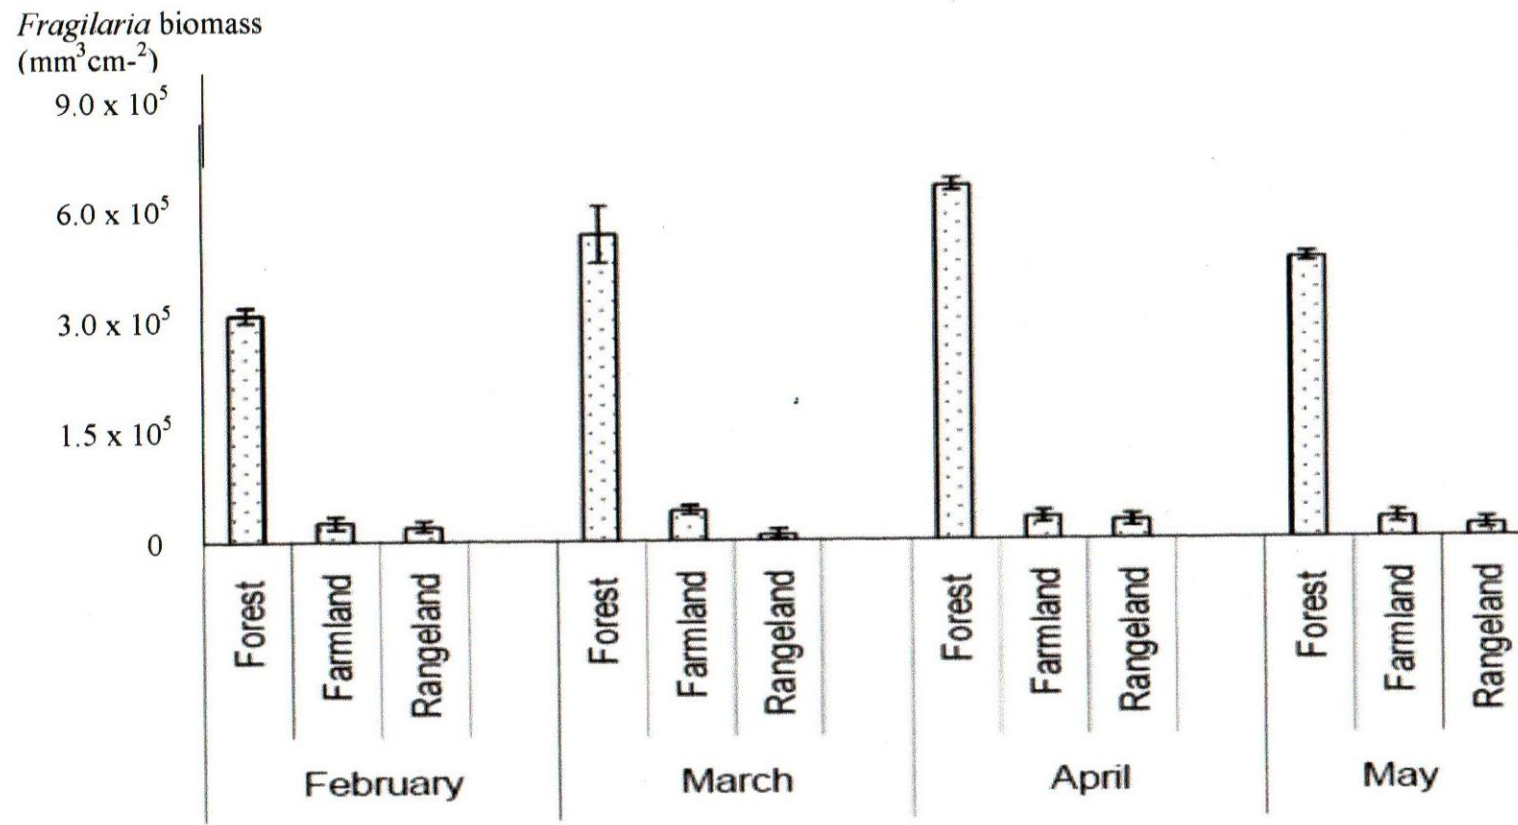 Fragilaria biomass
(mm³cm-²)
9.0 x 10⁵
6.0 x 10⁵
3.0 x 10⁵
1.5 x 10⁵
0
Forest
Farmland
Rangeland
Forest
Farmland
Rangeland
Forest
Farmland
Rangeland
Forest
Farmland
Rangeland
February
March
April
May